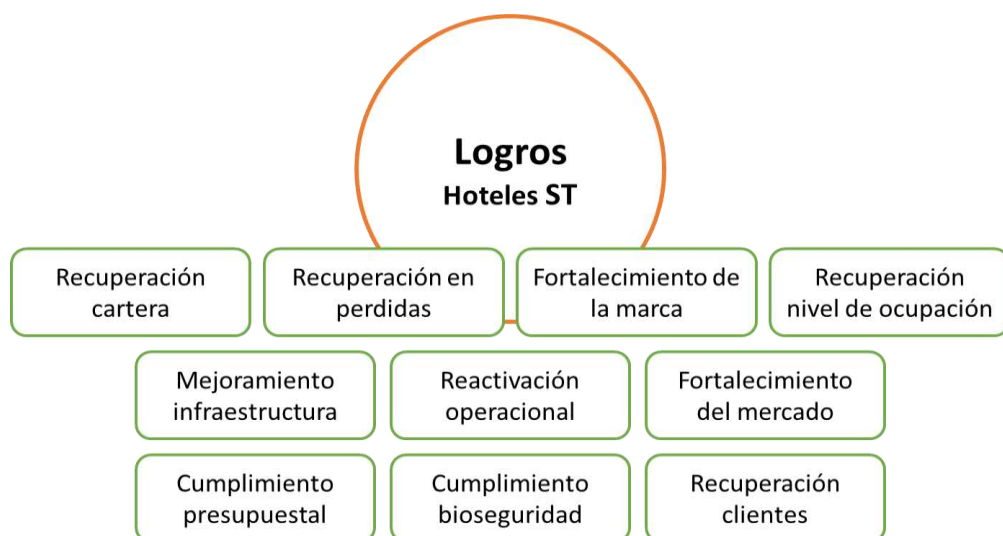 Logros
Hoteles ST
Recuperación
cartera
Recuperación en
perdidas
Fortalecimiento de
la marca
Recuperación
nivel de ocupación
Mejoramiento
infraestructura
Reactivación
operacional
Fortalecimiento
del mercado
Cumplimiento
presupuestal
Cumplimiento
bioseguridad
Recuperación
clientes